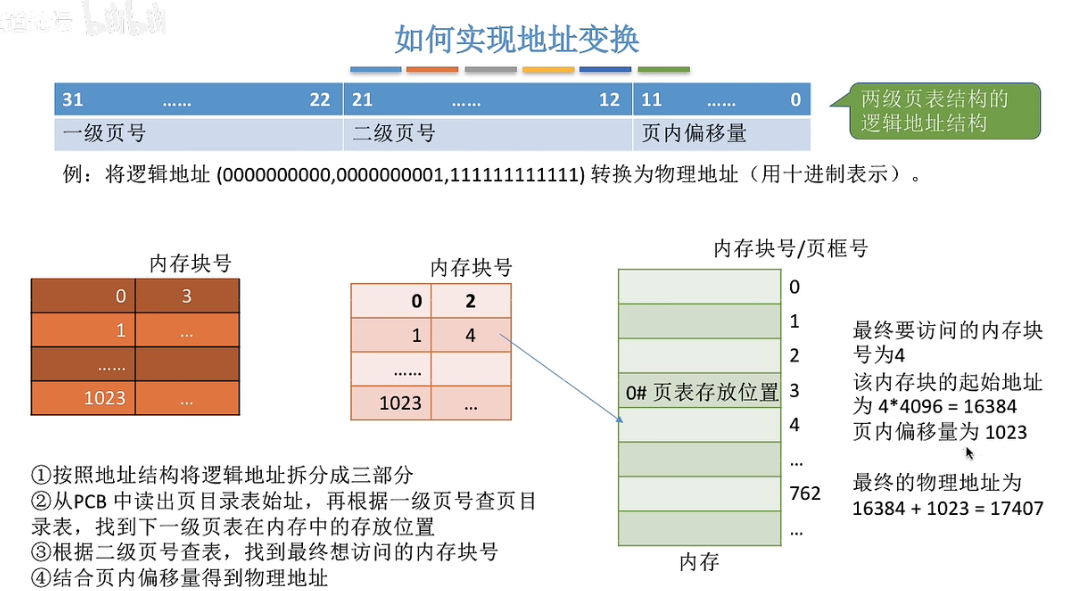 如何实现地址变换
31 …… 22 21 …… 12 11 …… 0
一级页号 二级页号 页内偏移量
两级页表结构的
逻辑地址结构
例：将逻辑地址 (0000000000,0000000001,111111111111) 转换为物理地址（用十进制表示）。
内存块号
0 3
1 …
……
1023 …
内存块号
0 2
1 4
……
1023 …
内存块号/页框号
0
1
2
0# 页表存放位置 3
4
…
762
…
内存
最终要访问的内存块
号为4
该内存块的起始地址
为 4*4096 = 16384
页内偏移量为 1023
最终的物理地址为
16384 + 1023 = 17407
①按照地址结构将逻辑地址拆分成三部分
②从PCB 中读出页目录表始址，再根据一级页号查页目
录表，找到下一级页表在内存中的存放位置
③根据二级页号查表，找到最终想访问的内存块号
④结合页内偏移量得到物理地址